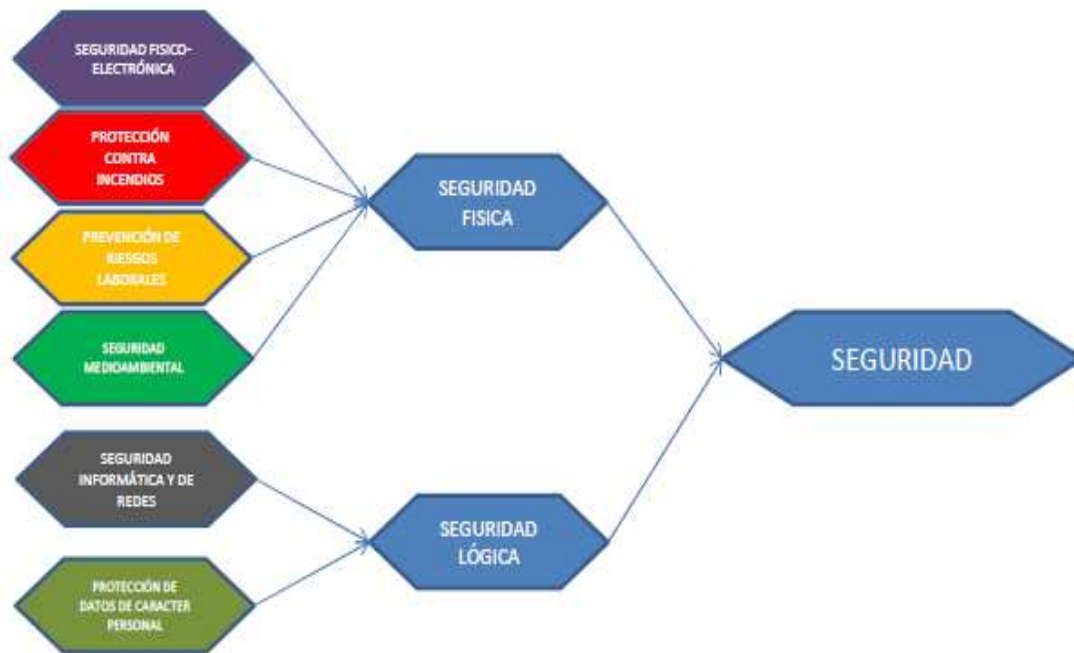 SEGURIDAD FISICO-
ELECTRÓNICA
PROTECCIÓN
CONTRA
INCENDIOS
PREVENCIÓN DE
RIESGOS
LABORALES
SEGURIDAD
MEDIOAMBIENTAL
SEGURIDAD
INFORMÁTICA Y DE
REDES
PROTECCIÓN DE
DATOS DE CARACTER
PERSONAL
SEGURIDAD
FISICA
SEGURIDAD
LÓGICA
SEGURIDAD